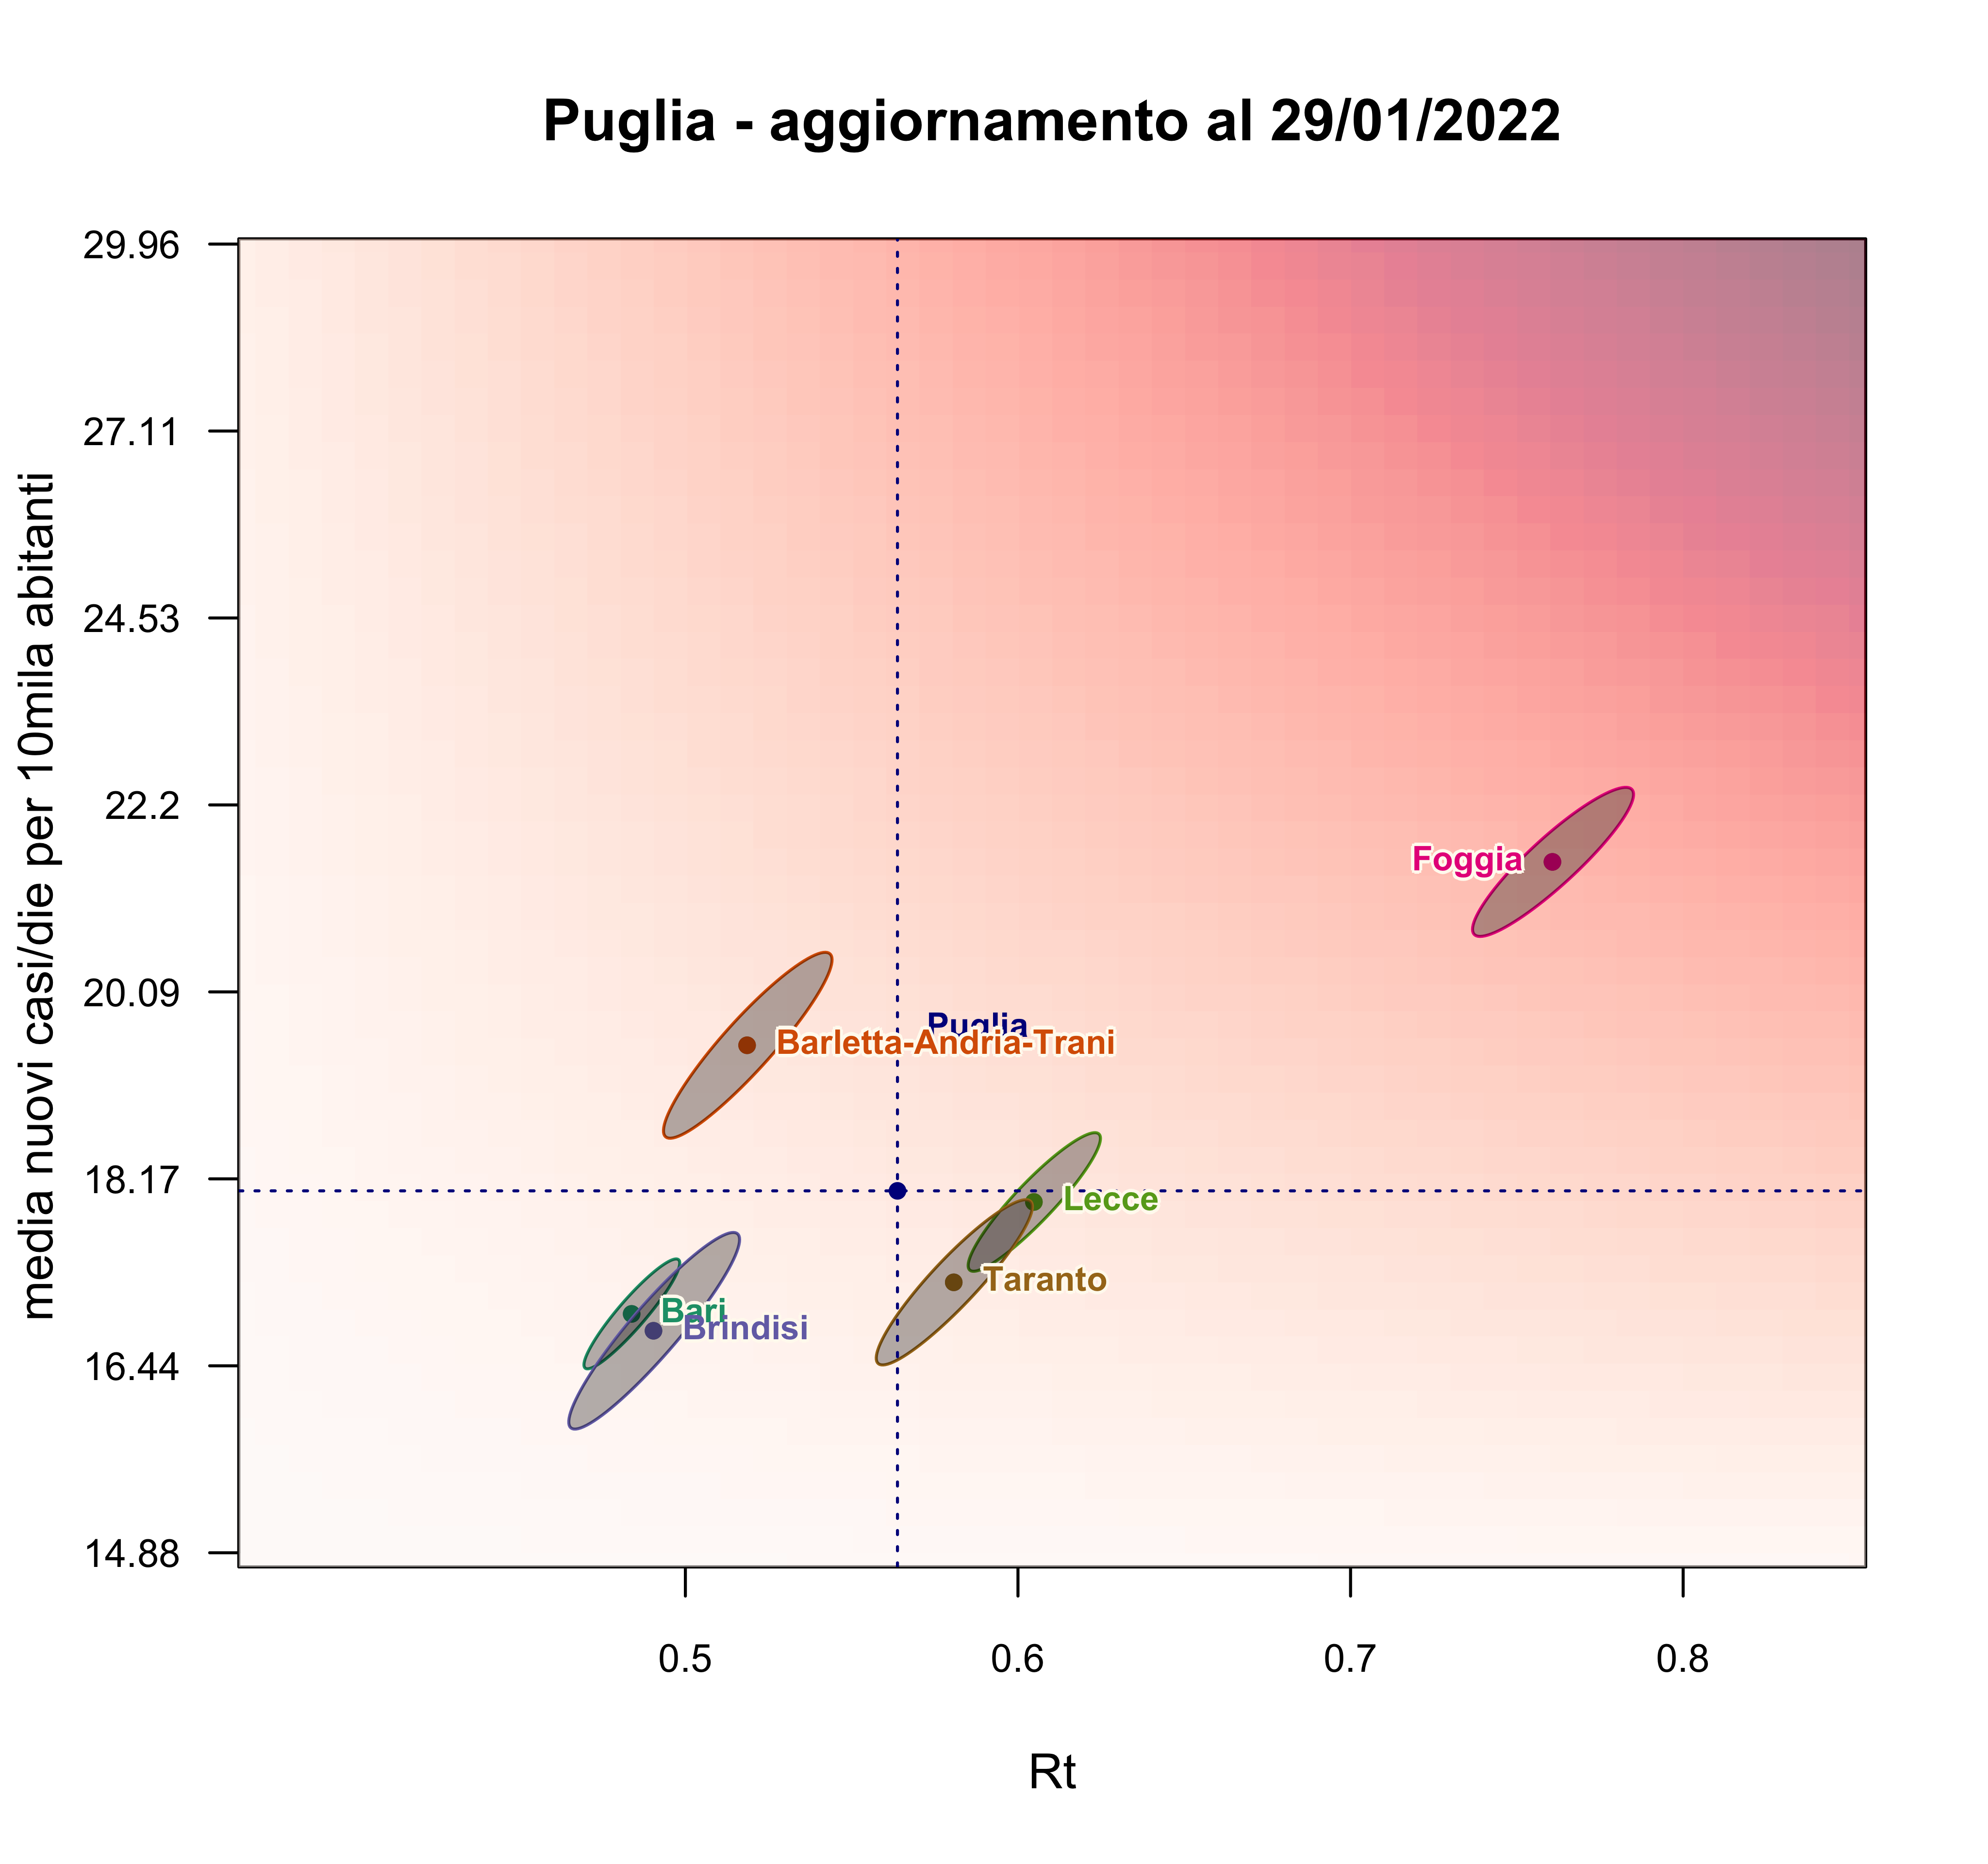 Puglia - aggiornamento al 29/01/2022
media nuovi casi/die per 10mila abitanti
29.96
27.11
24.53
22.2
20.09
18.17
16.44
14.88
Foggia
Puglia
Barletta-Andria-Trani
Lecce
Taranto
Bari
Brindisi
0.5 0.6 0.7 0.8
Rt